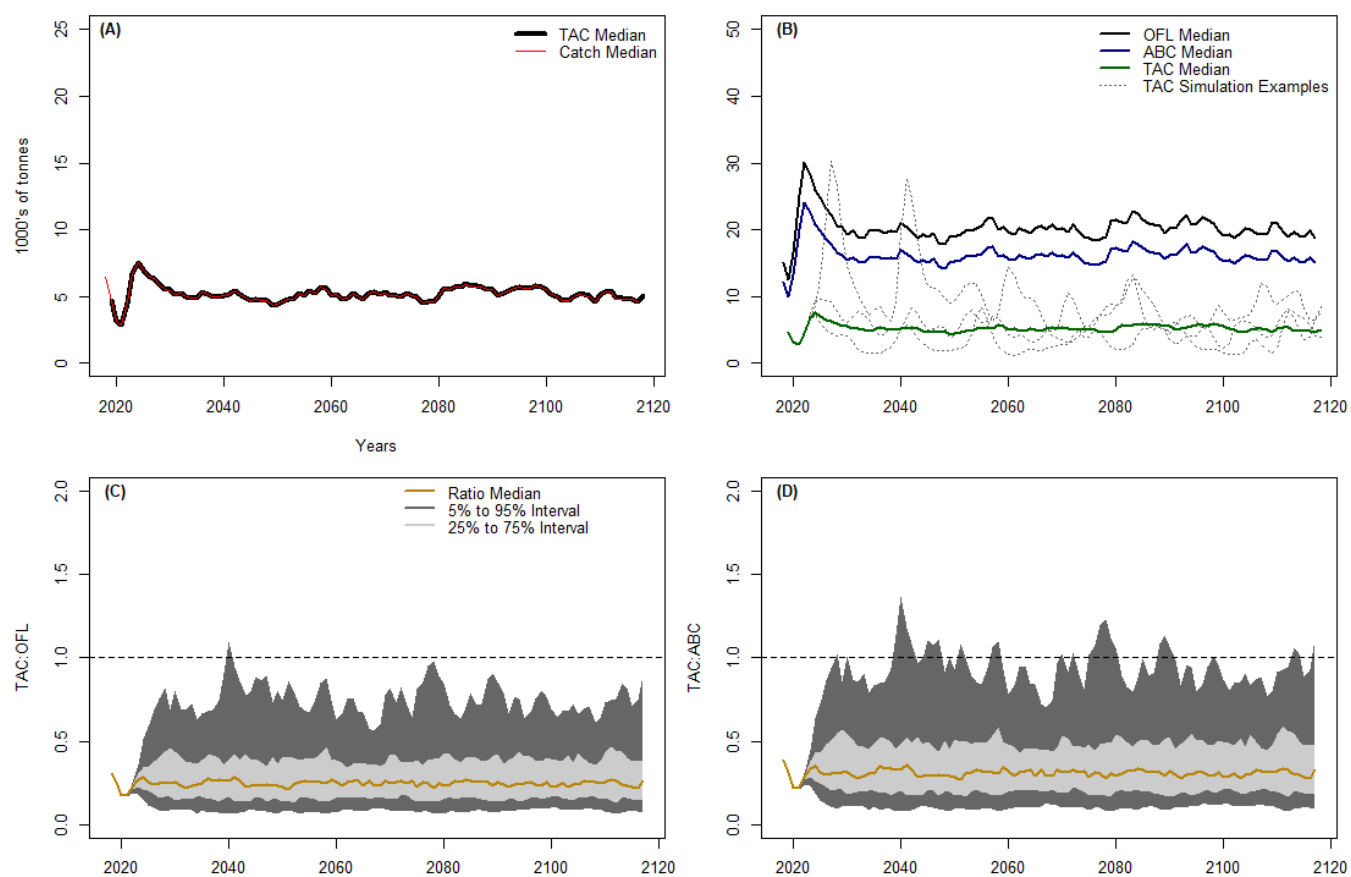 (A)
TAC Median
Catch Median
25
20
15
10
5
0
1000's of tonnes
2020 2040 2060 2080 2100 2120
Years
(B)
OFL Median
ABC Median
TAC Median
TAC Simulation Examples
50
40
30
20
10
0
2020 2040 2060 2080 2100 2120
(C)
Ratio Median
5% to 95% Interval
25% to 75% Interval
2.0
1.5
1.0
0.5
0.0
TAC:OFL
2020 2040 2060 2080 2100 2120
(D)
2.0
1.5
1.0
0.5
0.0
TAC:ABC
2020 2040 2060 2080 2100 2120